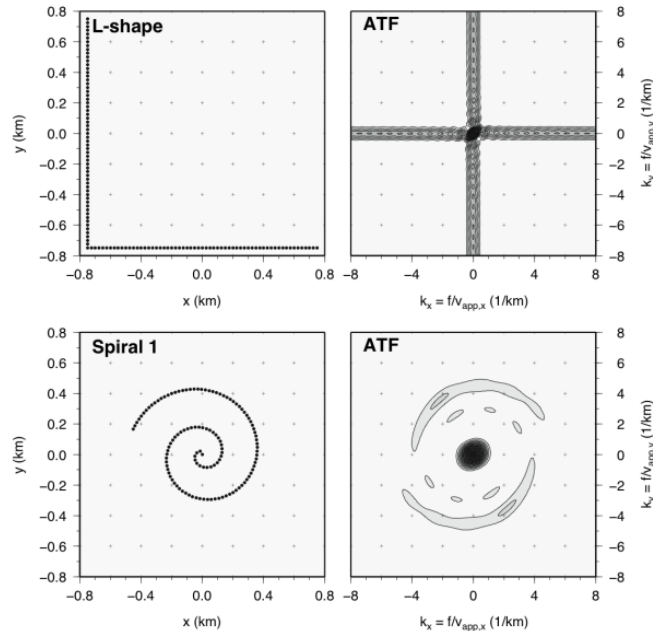 L-shape
0.8
0.6
0.4
0.2
0.0
−0.2
−0.4
−0.6
−0.8
y (km)
−0.8 −0.4 0.0 0.4 0.8
x (km)
ATF
8
6
4
2
0
−2
−4
−6
−8
k_y = f/v_app,y (1/km)
−8 −4 0 4 8
k_x = f/v_app,x (1/km)
Spiral 1
0.8
0.6
0.4
0.2
0.0
−0.2
−0.4
−0.6
−0.8
y (km)
−0.8 −0.4 0.0 0.4 0.8
x (km)
ATF
8
6
4
2
0
−2
−4
−6
−8
k_y = f/v_app,y (1/km)
−8 −4 0 4 8
k_x = f/v_app,x (1/km)